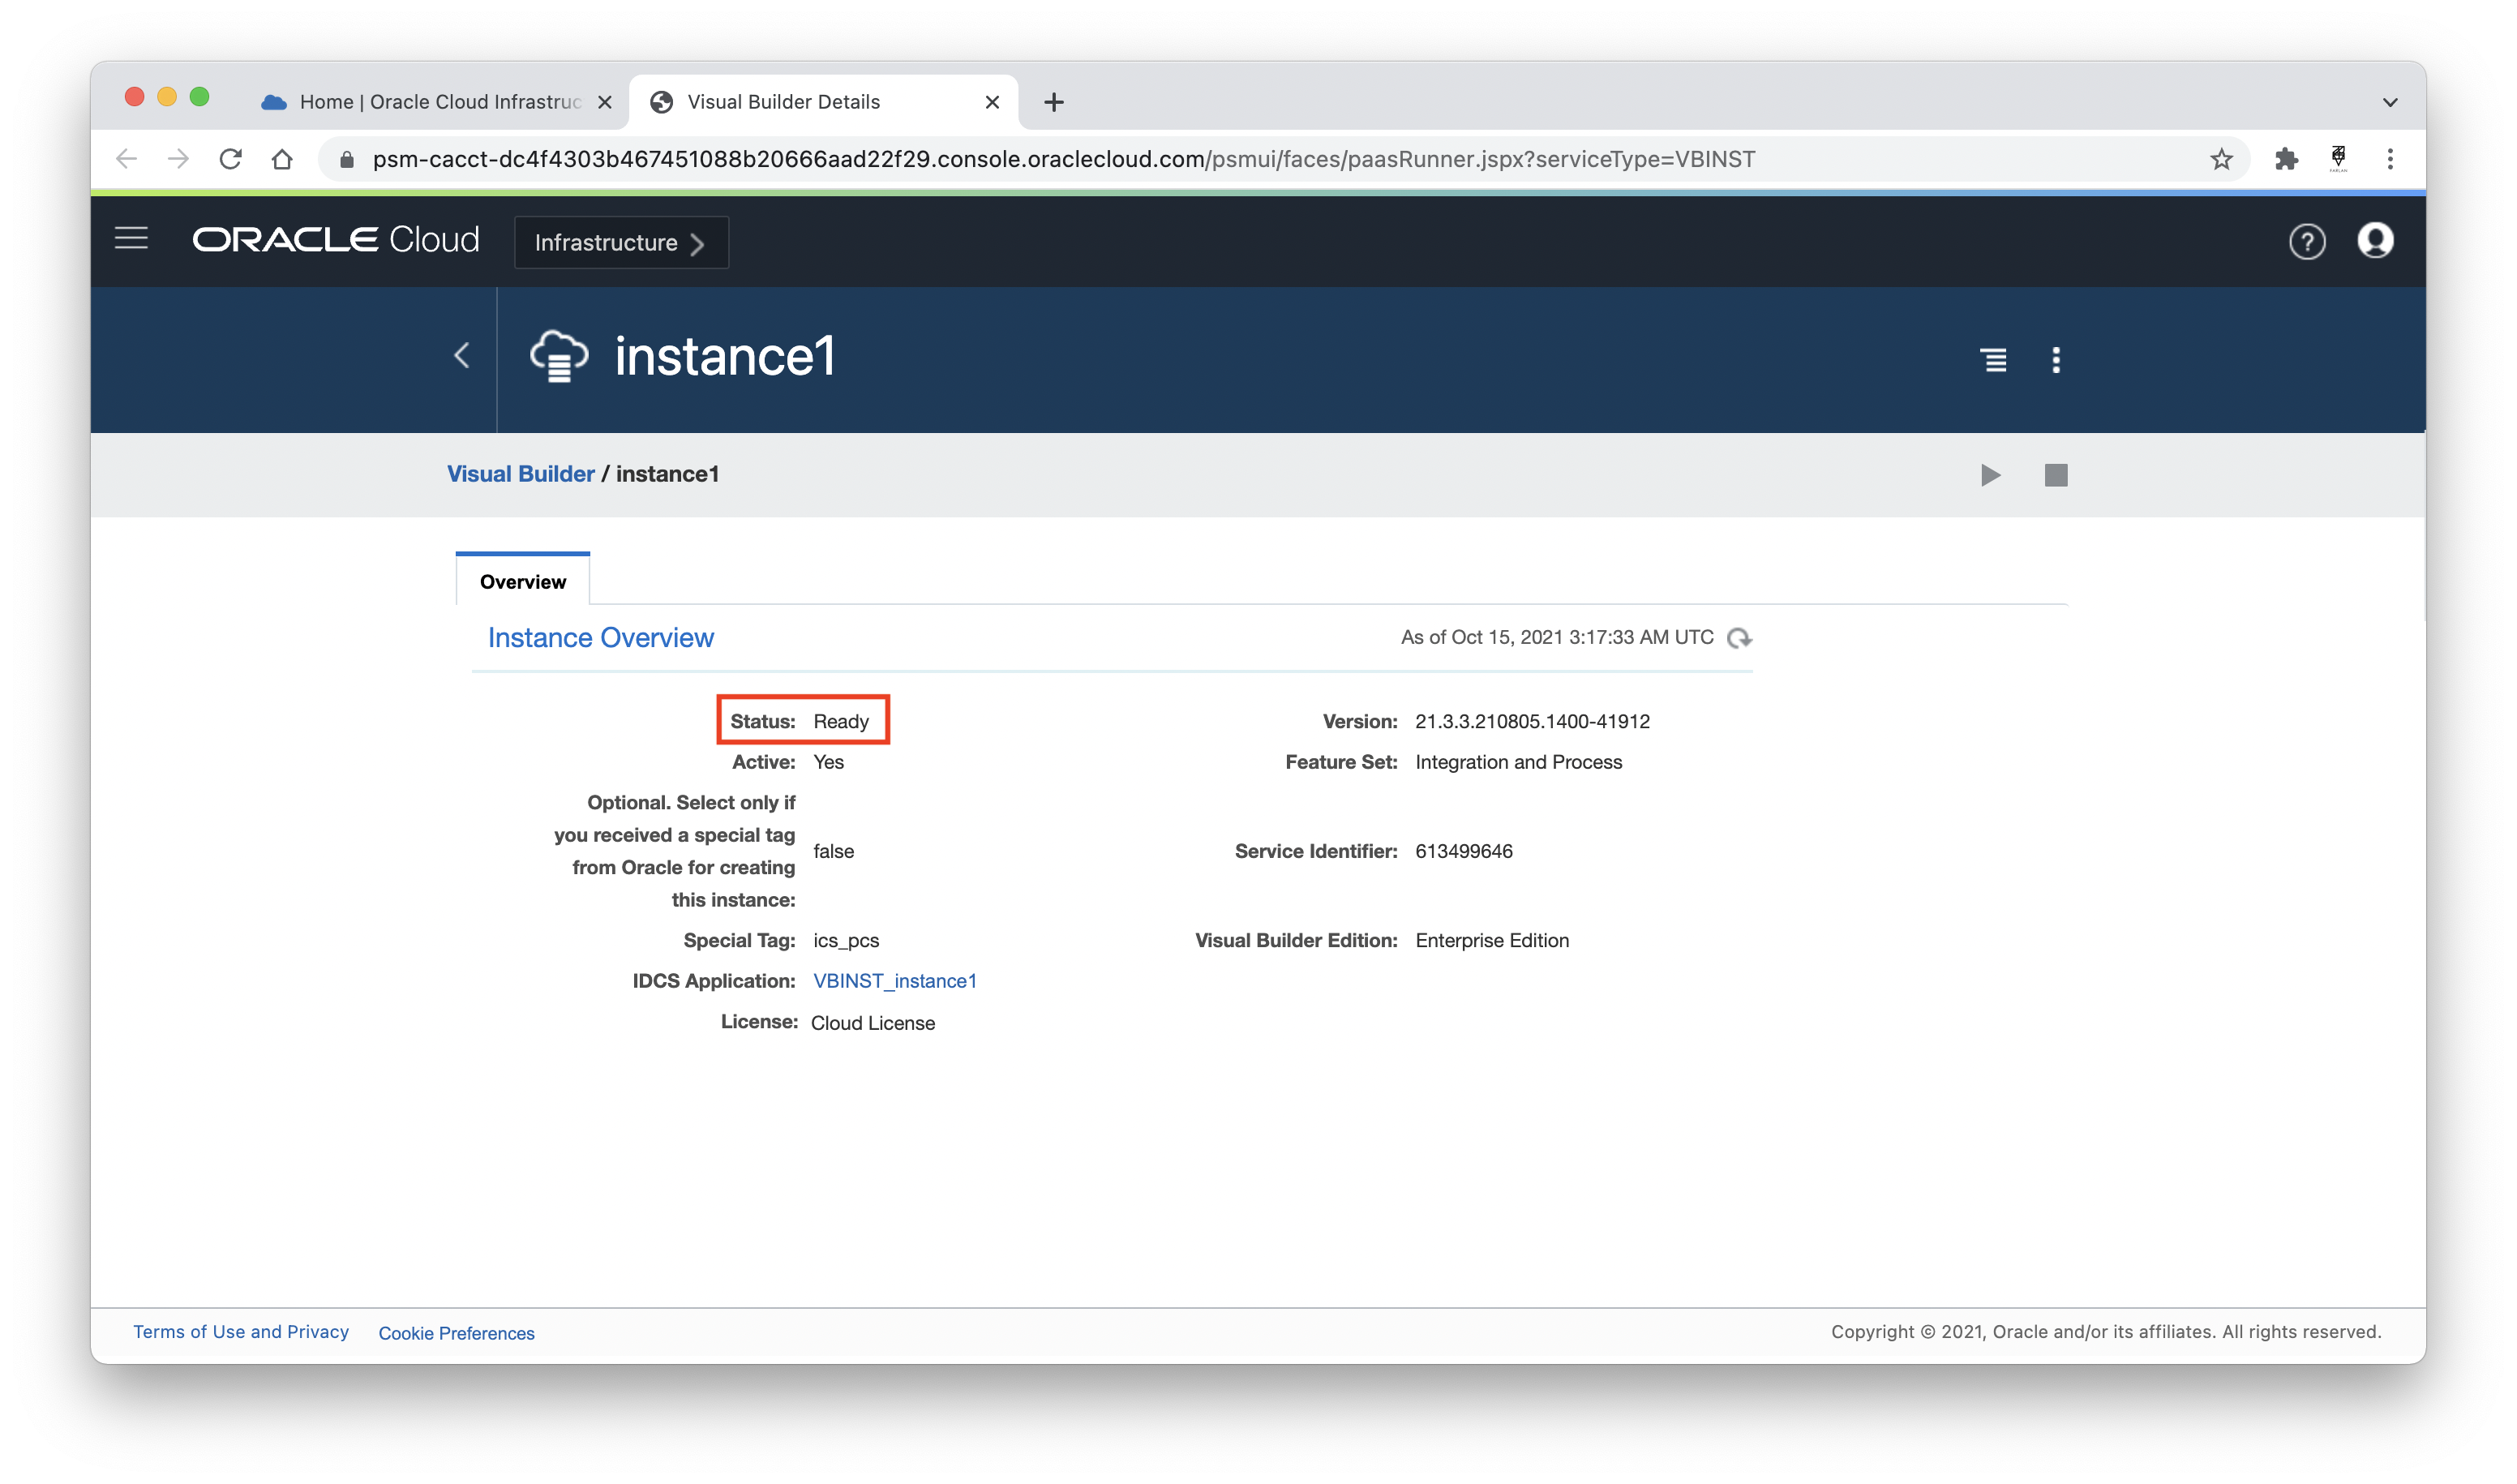 Home | Oracle Cloud Infrastruc
Visual Builder Details
psm-cacct-dc4f4303b467451088b20666aad22f29.console.oraclecloud.com/psmui/faces/paasRunner.jspx?serviceType=VBINST
ORACLE Cloud
Infrastructure
instance1
Visual Builder / instance1
Overview
Instance Overview
As of Oct 15, 2021 3:17:33 AM UTC
Status: Ready
Version: 21.3.3.210805.1400-41912
Active: Yes
Feature Set: Integration and Process
Optional. Select only if
you received a special tag
from Oracle for creating
this instance:
false
Service Identifier: 613499646
Special Tag: ics_pcs
Visual Builder Edition: Enterprise Edition
IDCS Application: VBINST_instance1
License: Cloud License
Terms of Use and Privacy
Cookie Preferences
Copyright © 2021, Oracle and/or its affiliates. All rights reserved.